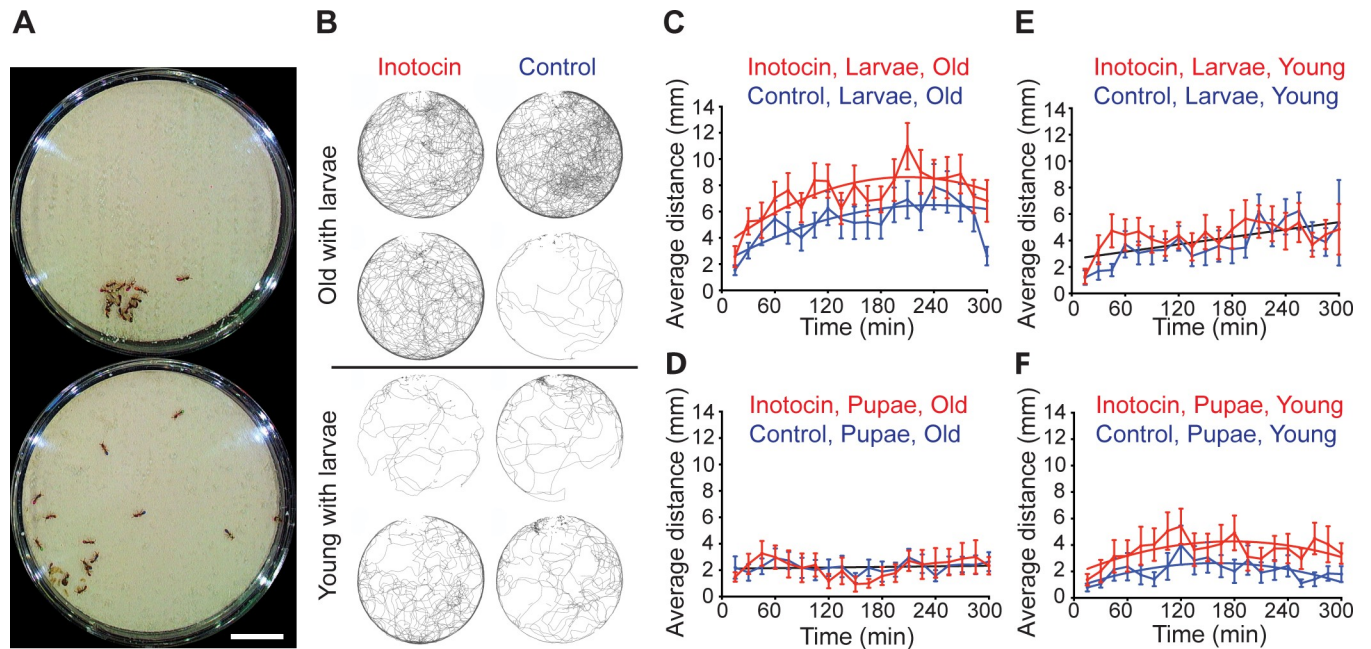 A
B
Inotocin Control
Old with larvae
Young with larvae
C
Inotocin, Larvae, Old
Control, Larvae, Old
Average distance (mm)
14
12
10
8
6
4
2
0
60 120 180 240 300
Time (min)
D
Inotocin, Pupae, Old
Control, Pupae, Old
Average distance (mm)
14
12
10
8
6
4
2
0
60 120 180 240 300
Time (min)
E
Inotocin, Larvae, Young
Control, Larvae, Young
Average distance (mm)
14
12
10
8
6
4
2
0
60 120 180 240 300
Time (min)
F
Inotocin, Pupae, Young
Control, Pupae, Young
Average distance (mm)
14
12
10
8
6
4
2
0
60 120 180 240 300
Time (min)